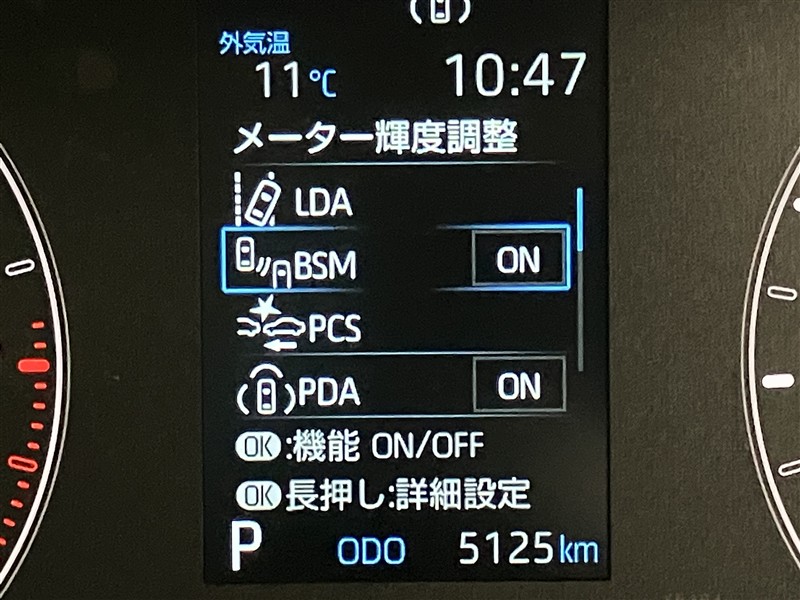 外気温
11℃ 10:47
メーター輝度調整
LDA
BSM ON
PCS
PDA ON
OK:機能 ON/OFF
OK長押し:詳細設定
P ODO 5125km